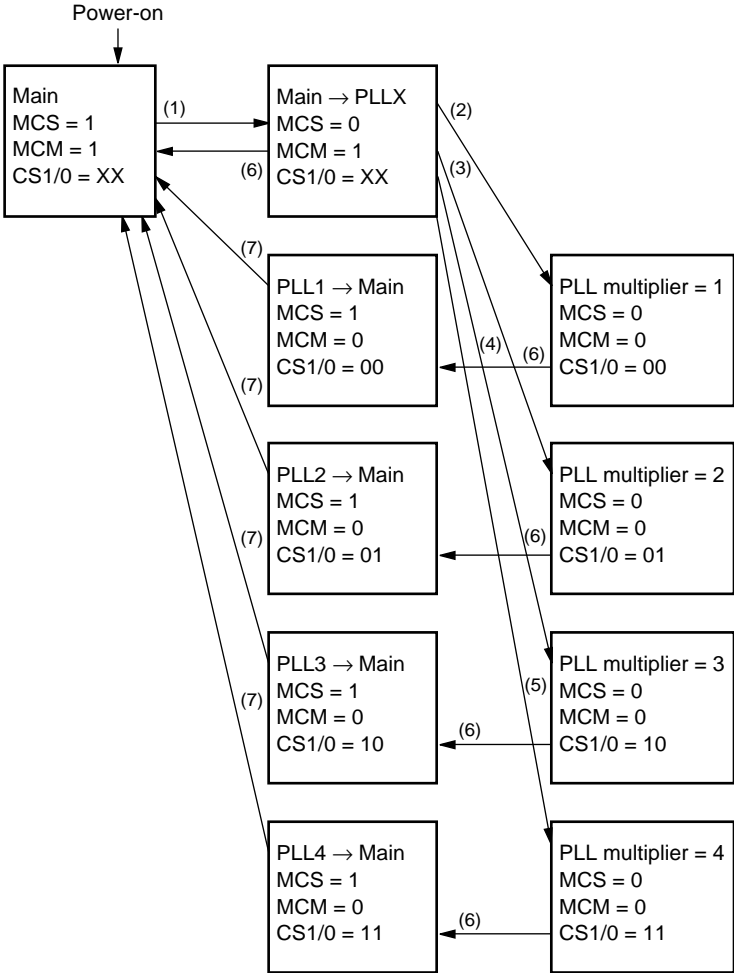 Power-on
Main
MCS = 1
MCM = 1
CS1/0 = XX
(1)
(6)
Main → PLLX
MCS = 0
MCM = 1
CS1/0 = XX
(2)
(3)
(4)
(5)
(7)
PLL1 → Main
MCS = 1
MCM = 0
CS1/0 = 00
(6)
PLL multiplier = 1
MCS = 0
MCM = 0
CS1/0 = 00
(7)
PLL2 → Main
MCS = 1
MCM = 0
CS1/0 = 01
(6)
PLL multiplier = 2
MCS = 0
MCM = 0
CS1/0 = 01
(7)
PLL3 → Main
MCS = 1
MCM = 0
CS1/0 = 10
(6)
PLL multiplier = 3
MCS = 0
MCM = 0
CS1/0 = 10
(7)
PLL4 → Main
MCS = 1
MCM = 0
CS1/0 = 11
(6)
PLL multiplier = 4
MCS = 0
MCM = 0
CS1/0 = 11